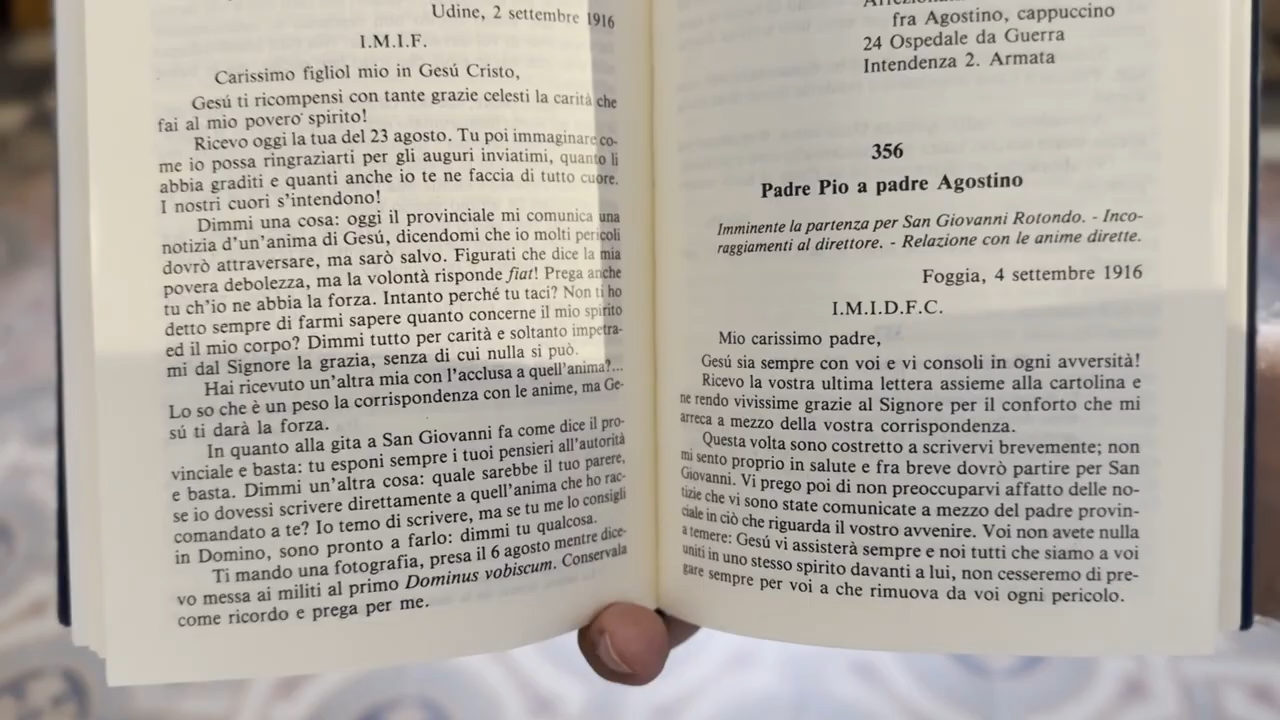 Udine, 2 settembre 1916
I.M.I.F.
Carissimo figliol mio in Gesú Cristo,
Gesú ti ricompensi con tante grazie celesti la carità che
fai al mio povero spirito!
Ricevo oggi la tua del 23 agosto. Tu poi immaginare co-
me io possa ringraziarti per gli auguri inviatimi, quanto li
abbia graditi e quanti anche io te ne faccia di tutto cuore.
I nostri cuori s'intendono!
Dimmi una cosa: oggi il provinciale mi comunica una
notizia d'un'anima di Gesú, dicendomi che io molti pericoli
dovrò attraversare, ma sarò salvo. Figurati che dice la mia
povera debolezza, ma la volontà risponde fiat! Prega anche
tu ch'io ne abbia la forza. Intanto perché tu taci? Non ti ho
detto sempre di farmi sapere quanto concerne il mio spirito
ed il mio corpo? Dimmi tutto per carità e soltanto impetra-
mi dal Signore la grazia, senza di cui nulla si può.
Hai ricevuto un'altra mia con l'acclusa a quell'anima?...
Lo so che è un peso la corrispondenza con le anime, ma Ge-
sú ti darà la forza.
In quanto alla gita a San Giovanni fa come dice il pro-
vinciale e basta: tu esponi sempre i tuoi pensieri all'autorità
e basta. Dimmi un'altra cosa: quale sarebbe il tuo parere,
se io dovessi scrivere direttamente a quell'anima che ho rac-
comandato a te? Io temo di scrivere, ma se tu me lo consigli
in Domino, sono pronto a farlo: dimmi tu qualcosa.
Ti mando una fotografia, presa il 6 agosto mentre dice-
vo messa ai militi al primo Dominus vobiscum. Conservala
come ricordo e prega per me.
fra Agostino, cappuccino
24 Ospedale da Guerra
Intendenza 2. Armata
356
Padre Pio a padre Agostino
Imminente la partenza per San Giovanni Rotondo. - Inco-
raggiamenti al direttore. - Relazione con le anime dirette.
Foggia, 4 settembre 1916
I.M.I.D.F.C.
Mio carissimo padre,
Gesú sia sempre con voi e vi consoli in ogni avversità!
Ricevo la vostra ultima lettera assieme alla cartolina e
ne rendo vivissime grazie al Signore per il conforto che mi
arreca a mezzo della vostra corrispondenza.
Questa volta sono costretto a scrivervi brevemente; non
mi sento proprio in salute e fra breve dovrò partire per San
Giovanni. Vi prego poi di non preoccuparvi affatto delle no-
tizie che vi sono state comunicate a mezzo del padre provin-
ciale in ciò che riguarda il vostro avvenire. Voi non avete nulla
a temere: Gesú vi assisterà sempre e noi tutti che siamo a voi
uniti in uno stesso spirito davanti a lui, non cesseremo di pre-
gare sempre per voi a che rimuova da voi ogni pericolo.